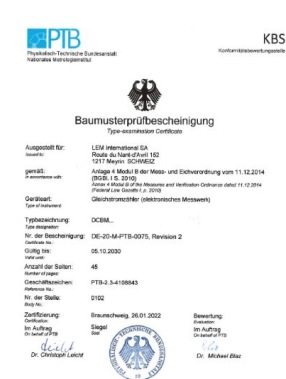 PTB
Physikalisch-Technische Bundesanstalt
Nationales Metrologieinstitut
KBS
Konformitätsbewertungsstelle
Baumusterprüfbescheinigung
Type-examination Certificate
Ausgestellt für: LEM International SA
Issued to: Route du Nant-d'Avril 152
1217 Meyrin SCHWEIZ
gemäß: Anlage 4 Modul B der Mess- und Eichverordnung vom 11.12.2014
In accordance with: (BGBl. I S. 2010)
Annex 4 Modul B of the Measures and Verification Ordinance dated 11.12.2014
(Federal Law Gazette I, p. 2010)
Geräteart: Gleichstromzähler (elektronisches Messwerk)
Type of instrument:
Typbezeichnung: DCBM...
Type designation:
Nr. der Bescheinigung: DE-20-M-PTB-0075, Revision 2
Certificate No.:
Gültig bis: 05.10.2030
Valid until:
Anzahl der Seiten: 45
Number of pages:
Geschäftszeichen: PTB-2.3-4108843
Reference No.:
Nr. der Stelle: 0102
Body No.:
Zertifizierung: Braunschweig, 26.01.2022 Bewertung:
Certification: Evaluation:
Im Auftrag Siegel Im Auftrag
On behalf of PTB Seal On behalf of PTB
Dr. Christoph Leicht Dr. Michael Blaz